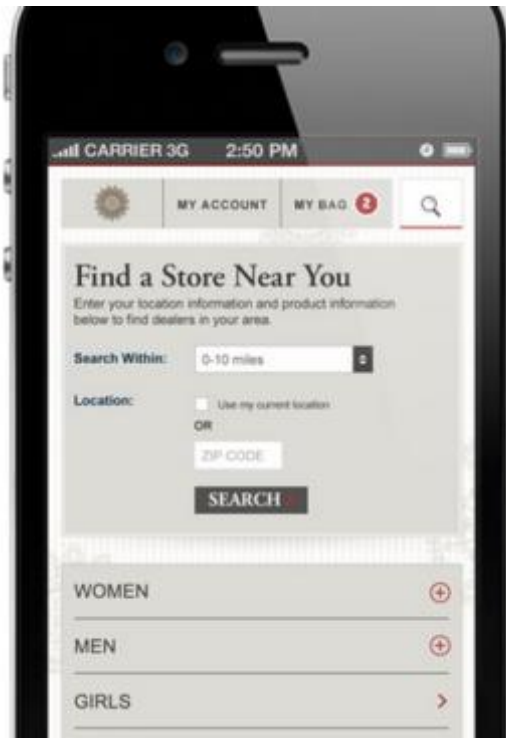 CARRIER 3G 2:50 PM
MY ACCOUNT MY BAG 2
Find a Store Near You
Enter your location information and product information
below to find dealers in your area.
Search Within: 0-10 miles
Location: Use my current location
OR
ZIP CODE
SEARCH
WOMEN
MEN
GIRLS